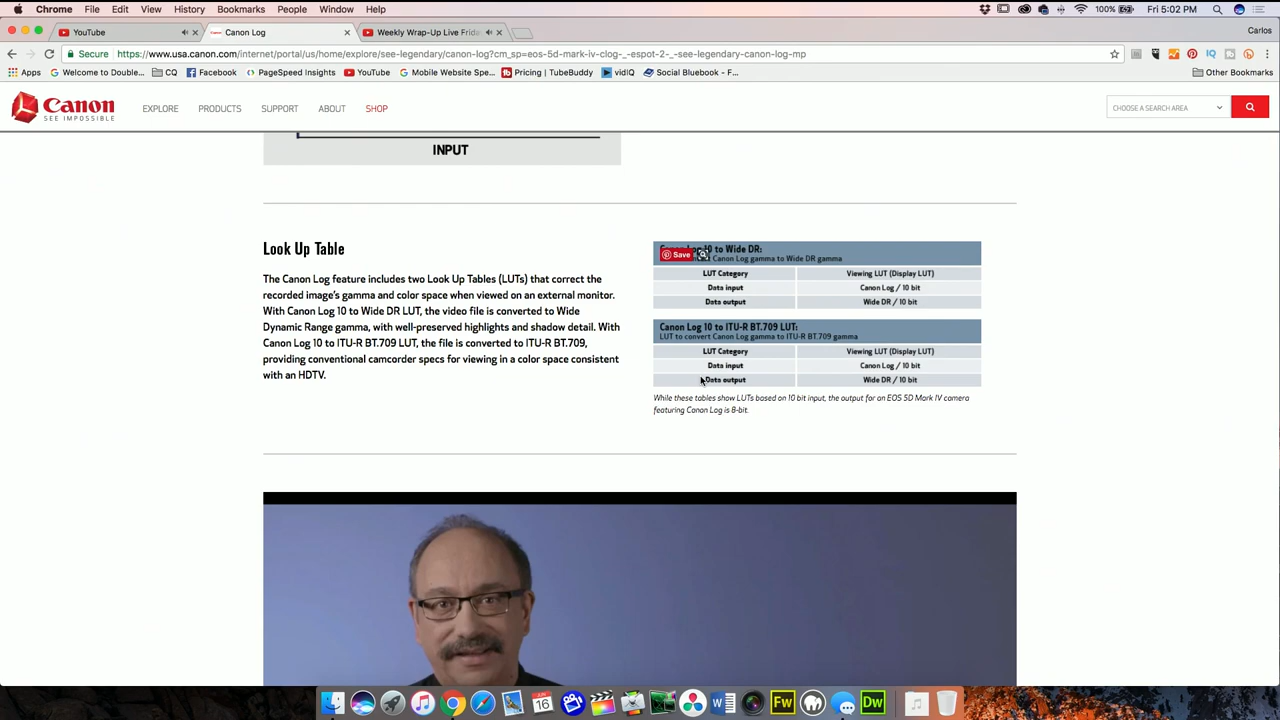 Chrome File Edit View History Bookmarks People Window Help
100% Fri 5:02 PM
YouTube
Canon Log
Weekly Wrap-Up Live Frida
Carlos
Secure https://www.usa.canon.com/internet/portal/us/home/explore/see-legendary/canon-log?cm_sp=eos-5d-mark-iv-clog-_-espot-2-_-see-legendary-canon-log-mp
Apps Welcome to Double... CQ Facebook PageSpeed Insights YouTube Mobile Website Spe... Pricing | TubeBuddy vidIQ Social Bluebook - F... Other Bookmarks
Canon
SEE IMPOSSIBLE
EXPLORE PRODUCTS SUPPORT ABOUT SHOP
CHOOSE A SEARCH AREA
INPUT
Look Up Table
The Canon Log feature includes two Look Up Tables (LUTs) that correct the
recorded image's gamma and color space when viewed on an external monitor.
With Canon Log 10 to Wide DR LUT, the video file is converted to Wide
Dynamic Range gamma, with well-preserved highlights and shadow detail. With
Canon Log 10 to ITU-R BT.709 LUT, the file is converted to ITU-R BT.709,
providing conventional camcorder specs for viewing in a color space consistent
with an HDTV.
Canon Log 10 to Wide DR:
Save
Canon Log gamma to Wide DR gamma
LUT Category Viewing LUT (Display LUT)
Data input Canon Log / 10 bit
Data output Wide DR / 10 bit
Canon Log 10 to ITU-R BT.709 LUT:
LUT to convert Canon Log gamma to ITU-R BT.709 gamma
LUT Category Viewing LUT (Display LUT)
Data input Canon Log / 10 bit
Data output Wide DR / 10 bit
While these tables show LUTs based on 10 bit input, the output for an EOS 5D Mark IV camera
featuring Canon Log is 8-bit.
JUN
16
Fw
Dw